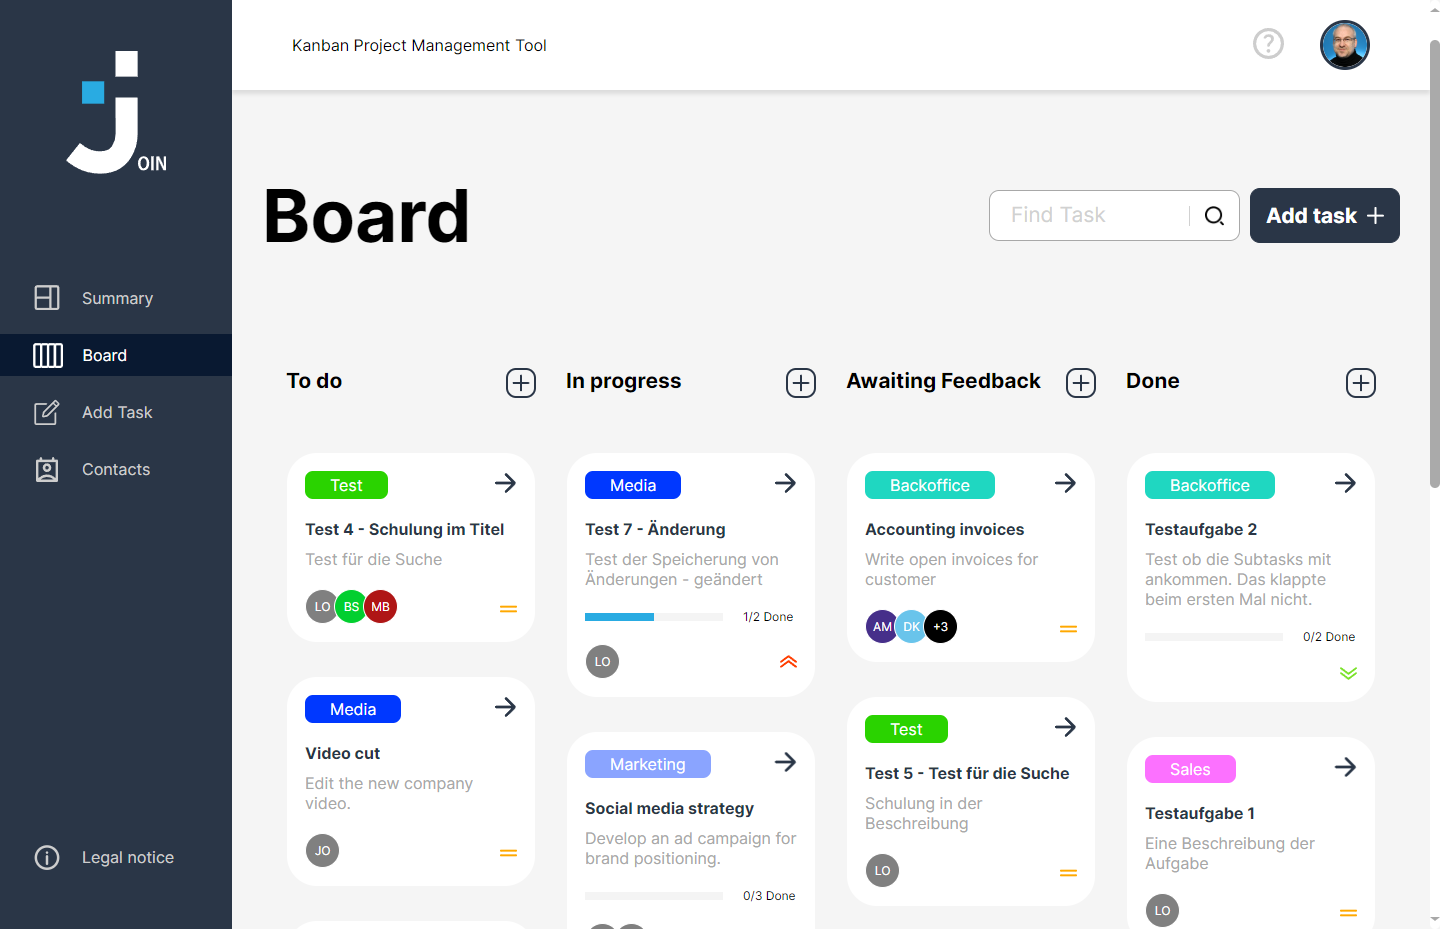 OIN
Summary
Board
Add Task
Contacts
Legal notice
Kanban Project Management Tool
?
Board
Find Task
Add task
To do
Test
Test 4 - Schulung im Titel
Test für die Suche
LO BS MB
Media
Video cut
Edit the new company
video.
JO
In progress
Media
Test 7 - Änderung
Test der Speicherung von
Änderungen - geändert
1/2 Done
LO
Marketing
Social media strategy
Develop an ad campaign for
brand positioning.
0/3 Done
Awaiting Feedback
Backoffice
Accounting invoices
Write open invoices for
customer
AM DK +3
Test
Test 5 - Test für die Suche
Schulung in der
Beschreibung
LO
Done
Backoffice
Testaufgabe 2
Test ob die Subtasks mit
ankommen. Das klappte
beim ersten Mal nicht.
0/2 Done
Sales
Testaufgabe 1
Eine Beschreibung der
Aufgabe
LO